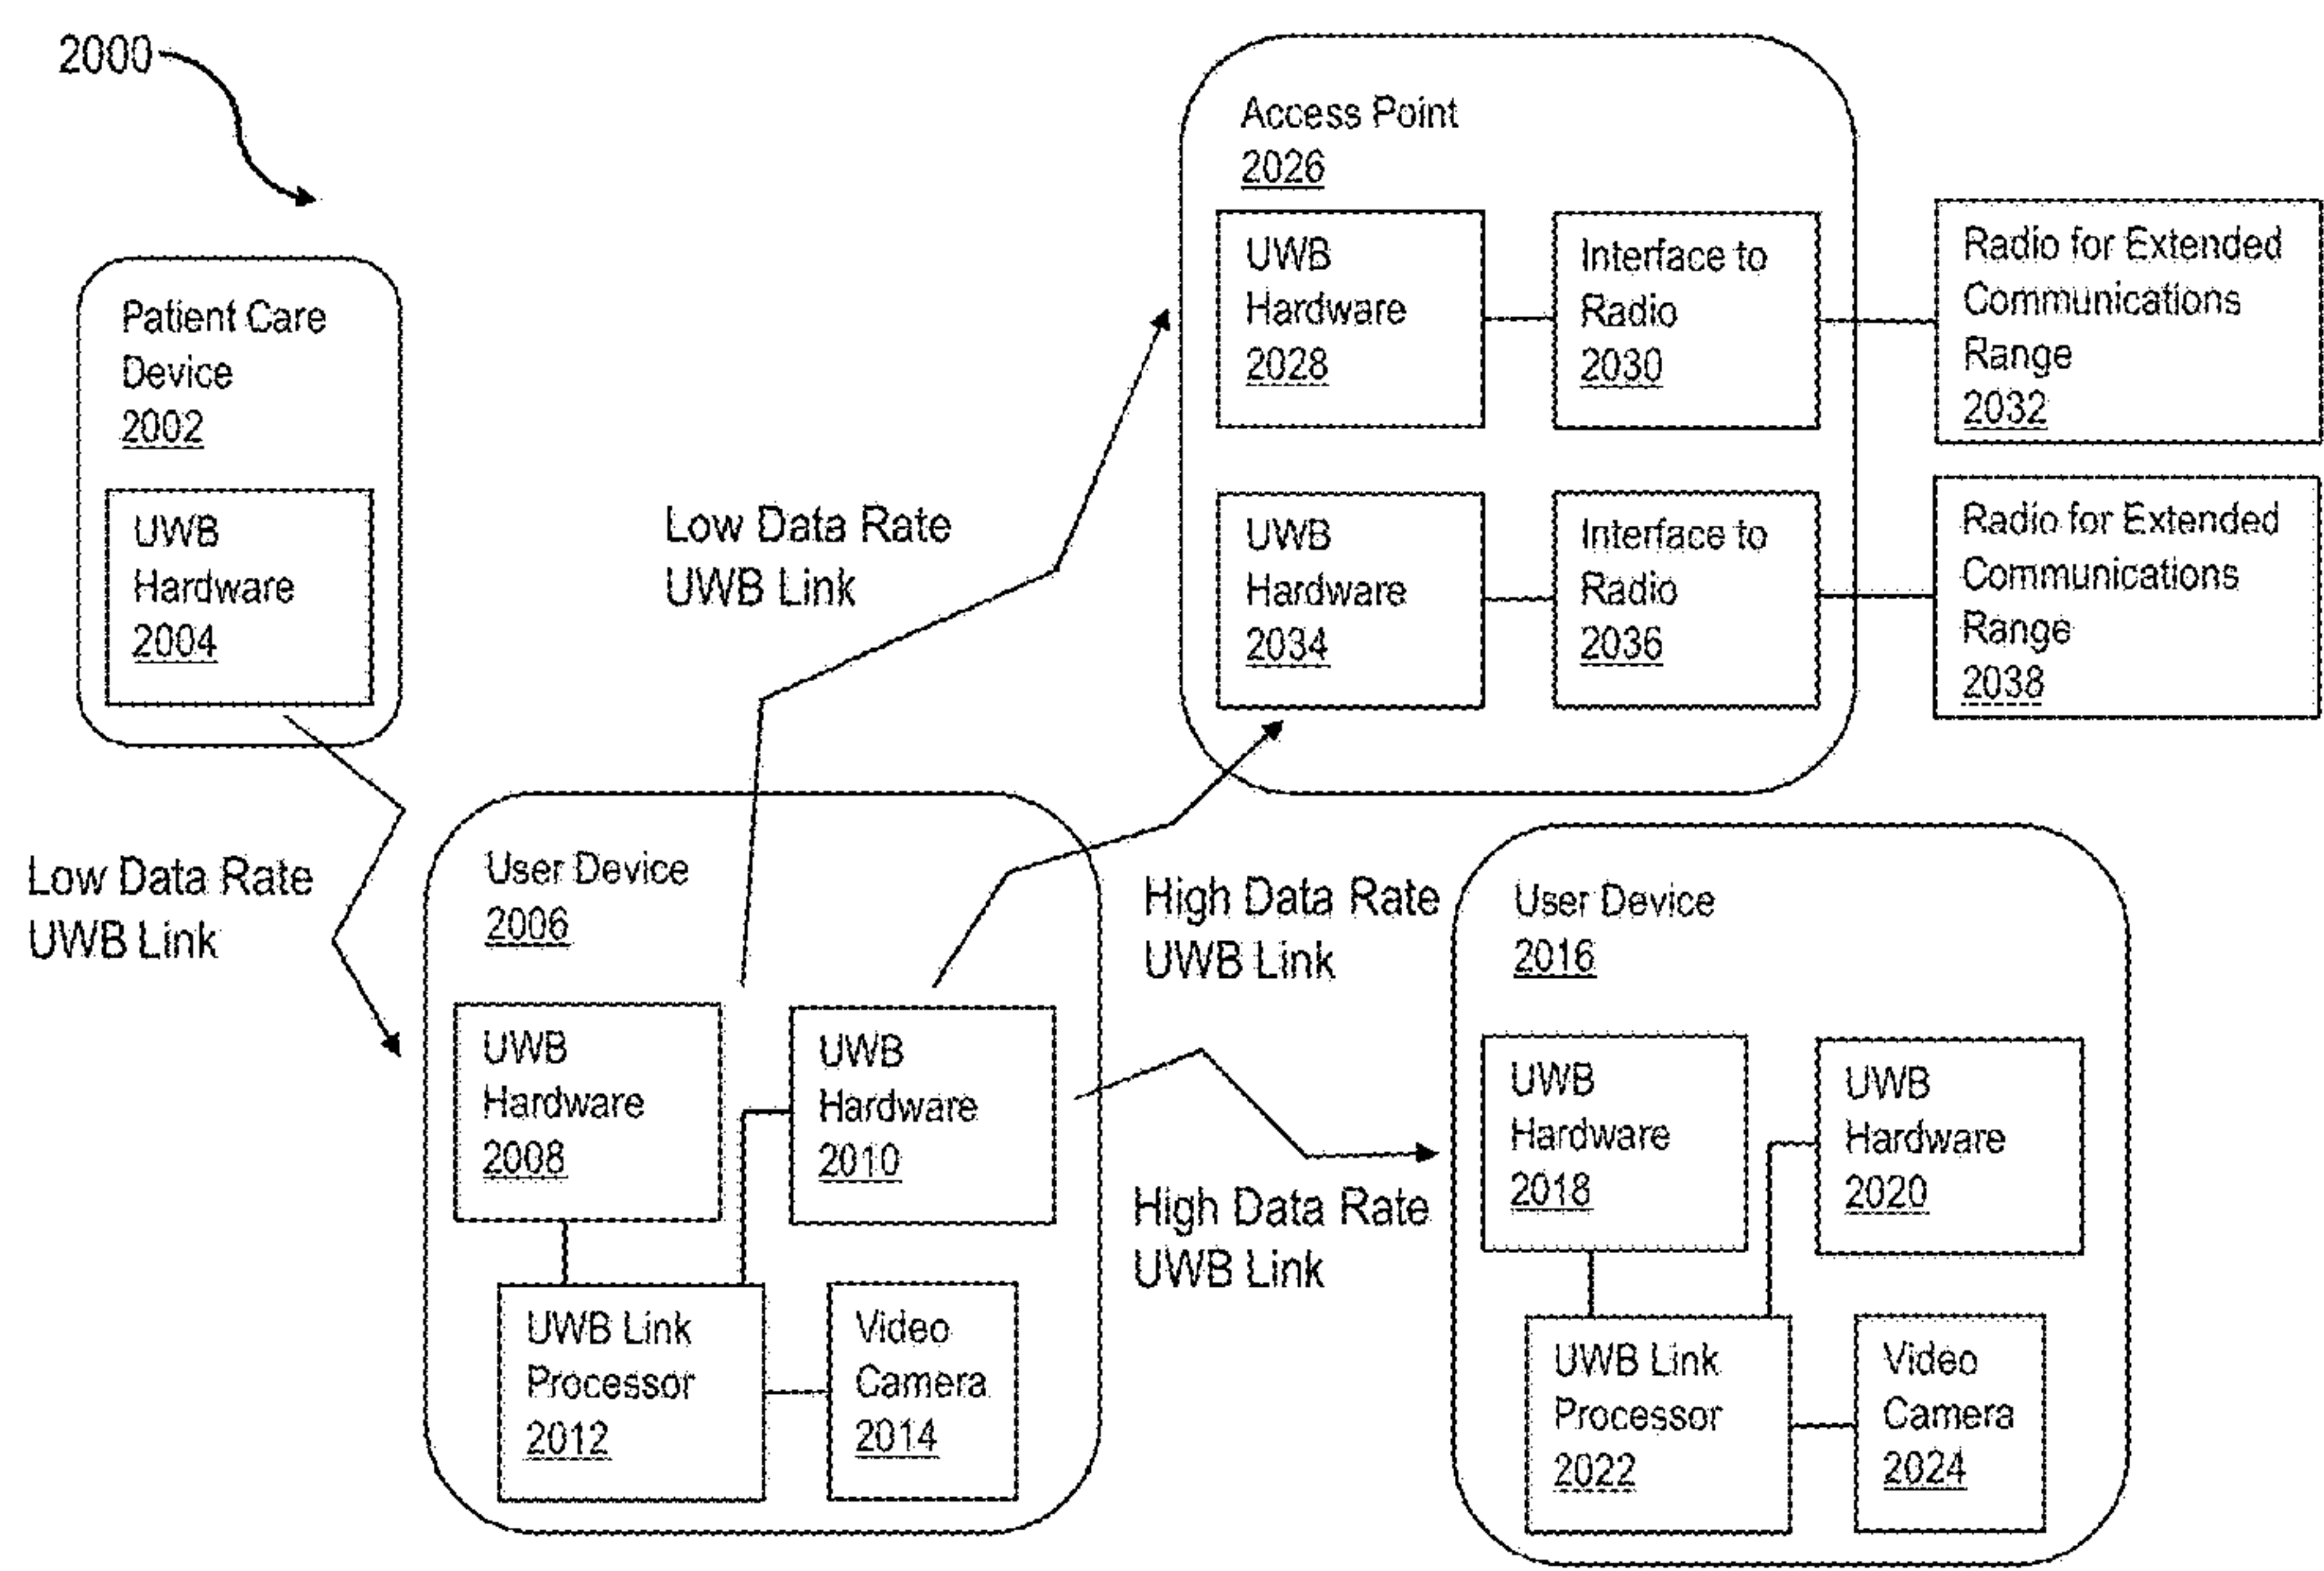 2000
Patient Care
Device
2002
UWB
Hardware
2004
Low Data Rate
UWB Link
Low Data Rate
UWB Link
Access Point
2026
UWB
Hardware
2028
Interface to
Radio
2030
Radio for Extended
Communications
Range
2032
UWB
Hardware
2034
Interface to
Radio
2036
Radio for Extended
Communications
Range
2038
User Device
2006
UWB
Hardware
2008
UWB
Hardware
2010
UWB Link
Processor
2012
Video
Camera
2014
High Data Rate
UWB Link
High Data Rate
UWB Link
User Device
2016
UWB
Hardware
2018
UWB
Hardware
2020
UWB Link
Processor
2022
Video
Camera
2024